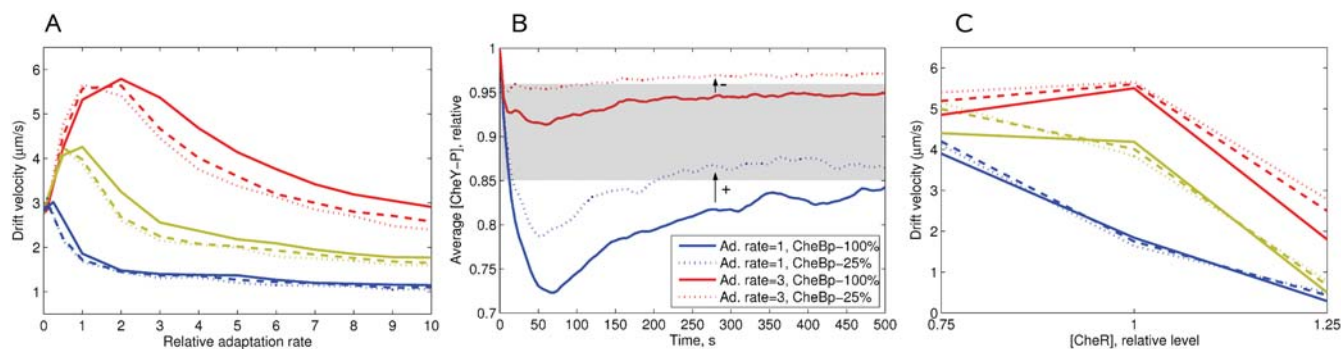 A
Drift velocity (μm/s)
6
5
4
3
2
1
0 1 2 3 4 5 6 7 8 9 10
Relative adaptation rate
B
Average [CheY-P], relative
1
0.95
0.9
0.85
0.8
0.75
0.7
-
+
Ad. rate=1, CheBp-100%
Ad. rate=1, CheBp-25%
Ad. rate=3, CheBp-100%
Ad. rate=3, CheBp-25%
0 50 100 150 200 250 300 350 400 450 500
Time, s
C
Drift velocity (μm/s)
6
5
4
3
2
1
0
0.75 1 1.25
[CheR], relative level